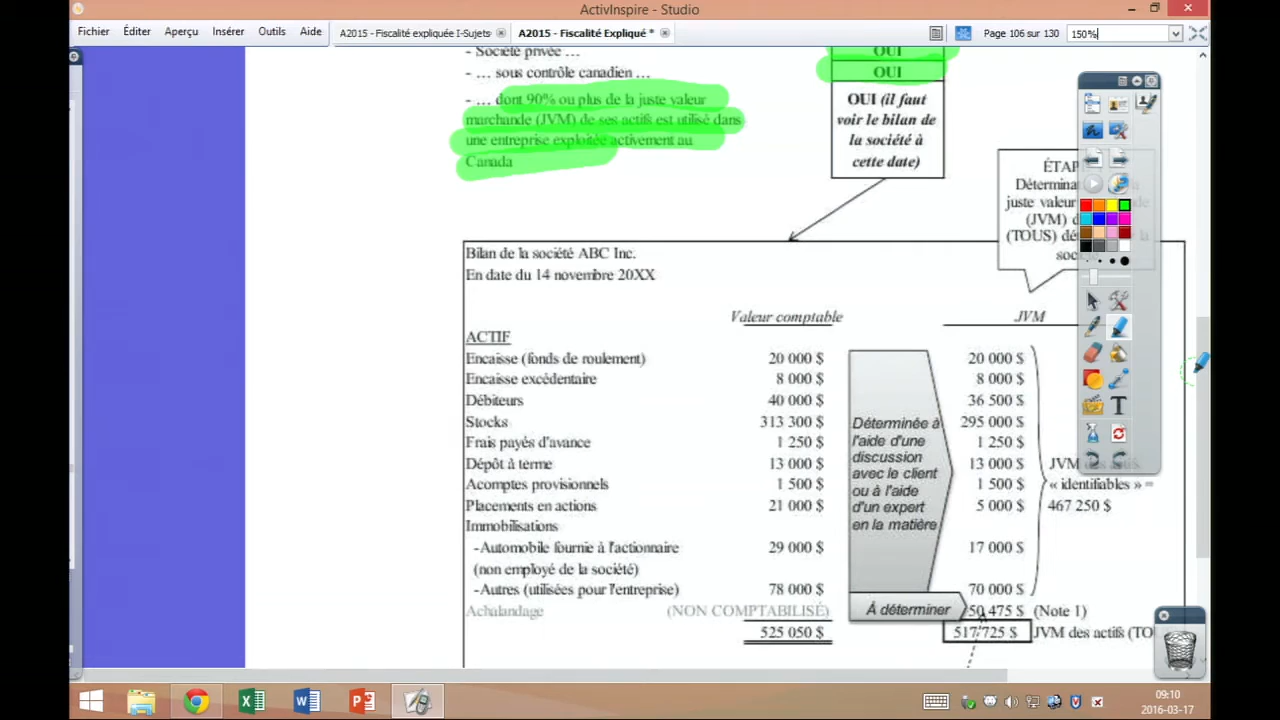 ActivInspire - Studio
Fichier Éditer Aperçu Insérer Outils Aide
A2015 - Fiscalité expliquée I-Sujets
A2015 - Fiscalité Expliqué *
Page 106 sur 130
150%
- Société privée …
OUI
- … sous contrôle canadien …
OUI
- … dont 90% ou plus de la juste valeur
marchande (JVM) de ses actifs est utilisé dans
une entreprise exploitée activement au
Canada
OUI (il faut
voir le bilan de
la société à
cette date)
juste valeur
(JVM)
(TOUS)
Bilan de la société ABC Inc.
En date du 14 novembre 20XX
Valeur comptable JVM
ACTIF
Encaisse (fonds de roulement) 20 000 $ 20 000 $
Encaisse excédentaire 8 000 $ 8 000 $
Débiteurs 40 000 $ 36 500 $
Stocks 313 300 $ 295 000 $
Frais payés d'avance 1 250 $ 1 250 $
Dépôt à terme 13 000 $ 13 000 $
Acomptes provisionnels 1 500 $ 1 500 $
Placements en actions 21 000 $ 5 000 $
Immobilisations
-Automobile fournie à l'actionnaire 29 000 $ 17 000 $
(non employé de la société)
-Autres (utilisées pour l'entreprise) 78 000 $ 70 000 $
Achalandage (NON COMPTABILISÉ) 50 475 $ (Note 1)
525 050 $ 517 725 $ JVM des actifs (TO
Déterminée à
l'aide d'une
discussion
avec le client
ou à l'aide
d'un expert
en la matière
À déterminer
JVM
« identifiables » =
467 250 $
09:10
2016-03-17